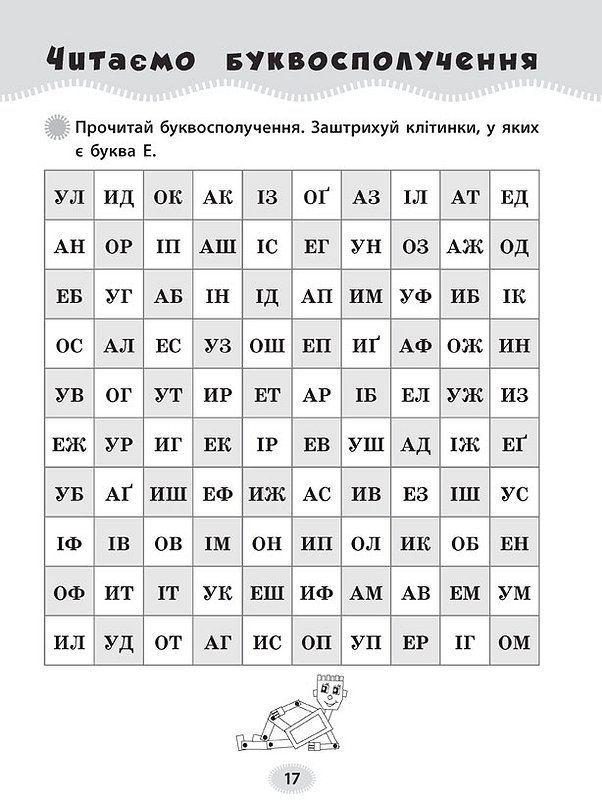 Читаємо буквосполучення
Прочитай буквосполучення. Заштрихуй клітинки, у яких
є буква Е.
УЛ ИД ОК АК ІЗ ОҐ АЗ ІЛ АТ ЕД
АН ОР ІП АШ ІС ЕГ УН ОЗ АЖ ОД
ЕБ УГ АБ ІН ІД АП ИМ УФ ИБ ІК
ОС АЛ ЕС УЗ ОШ ЕП ИҐ АФ ОЖ ИН
УВ ОГ УТ ИР ЕТ АР ІБ ЕЛ УЖ ИЗ
ЕЖ УР ИГ ЕК ІР ЕВ УШ АД ІЖ ЕҐ
УБ АҐ ИШ ЕФ ИЖ АС ИВ ЕЗ ІШ УС
ІФ ІВ ОВ ІМ ОН ИП ОЛ ИК ОБ ЕН
ОФ ИТ ІТ УК ЕШ ИФ АМ АВ ЕМ УМ
ИЛ УД ОТ АГ ИС ОП УП ЕР ІГ ОМ
17